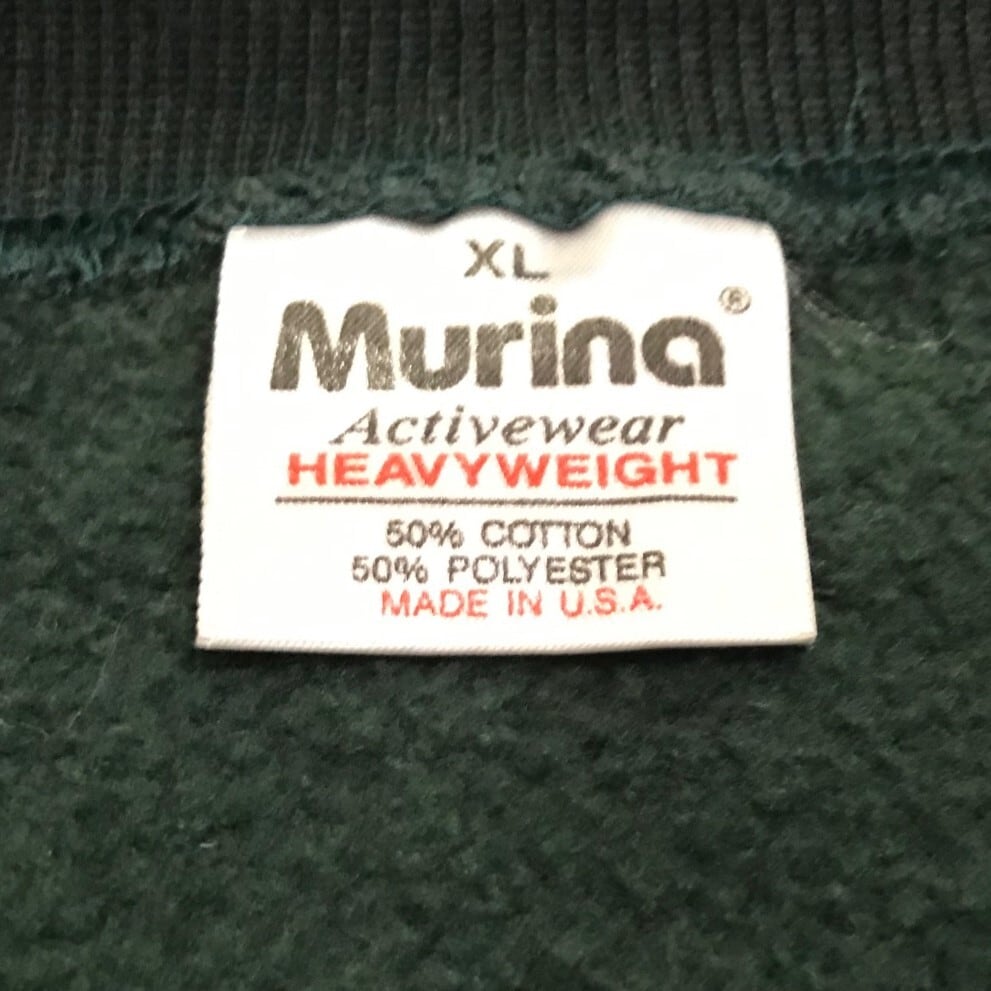 XL
Murina®
Activewear
HEAVYWEIGHT
50% COTTON
50% POLYESTER
MADE IN U.S.A.